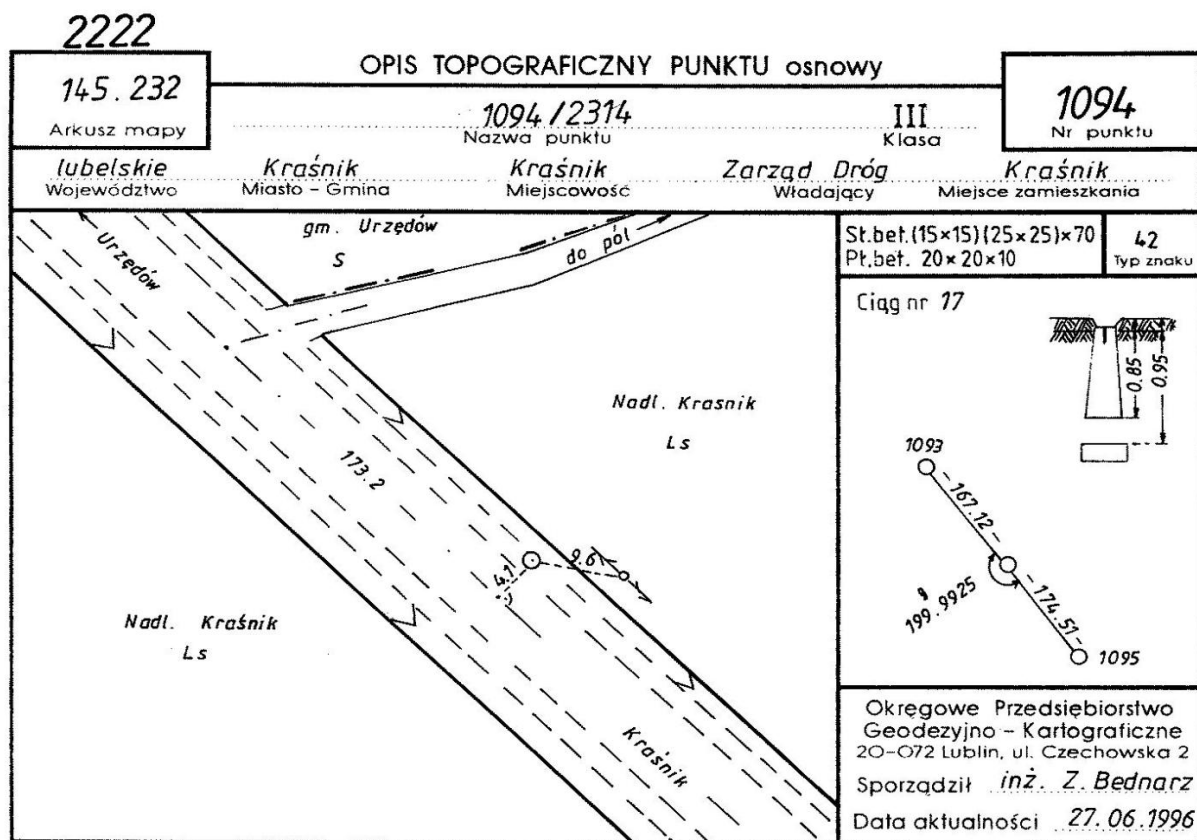 2222
145.232
Arkusz mapy
OPIS TOPOGRAFICZNY PUNKTU osnowy
1094/2314
Nazwa punktu
III
Klasa
1094
Nr punktu
lubelskie
Województwo
Kraśnik
Miasto - Gmina
Kraśnik
Miejscowość
Zarząd Dróg
Władający
Kraśnik
Miejsce zamieszkania
Urzędów
gm. Urzędów
S
do pól
Nadl. Krasnik
Ls
173.2
4.1
9.6
Nadl. Kraśnik
Ls
Kraśnik
St.bet.(15×15)(25×25)×70
Pt.bet. 20×20×10
42
Typ znaku
Ciąg nr 17
0.85
0.95
1093
167.12
199.9925
g
174.51
1095
Okręgowe Przedsiębiorstwo
Geodezyjno - Kartograficzne
20-072 Lublin, ul. Czechowska 2
Sporządził inż. Z. Bednarz
Data aktualności 27.06.1996